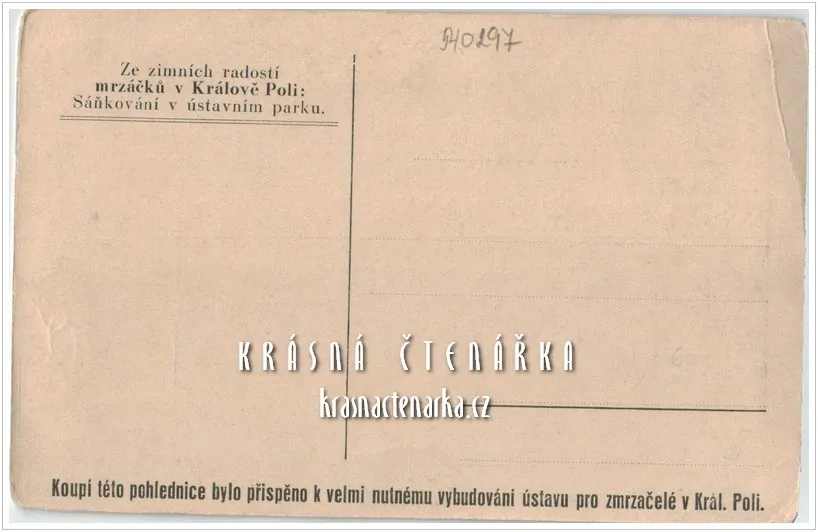 Ze zimních radostí
mrzáčků v Králově Poli:
Sáňkování v ústavním parku.
KRÁSNÁ ČTENÁŘKA
krasnactenarka.cz
Koupí této pohlednice bylo přispěno k velmi nutnému vybudování ústavu pro zmrzačelé v Král. Poli.